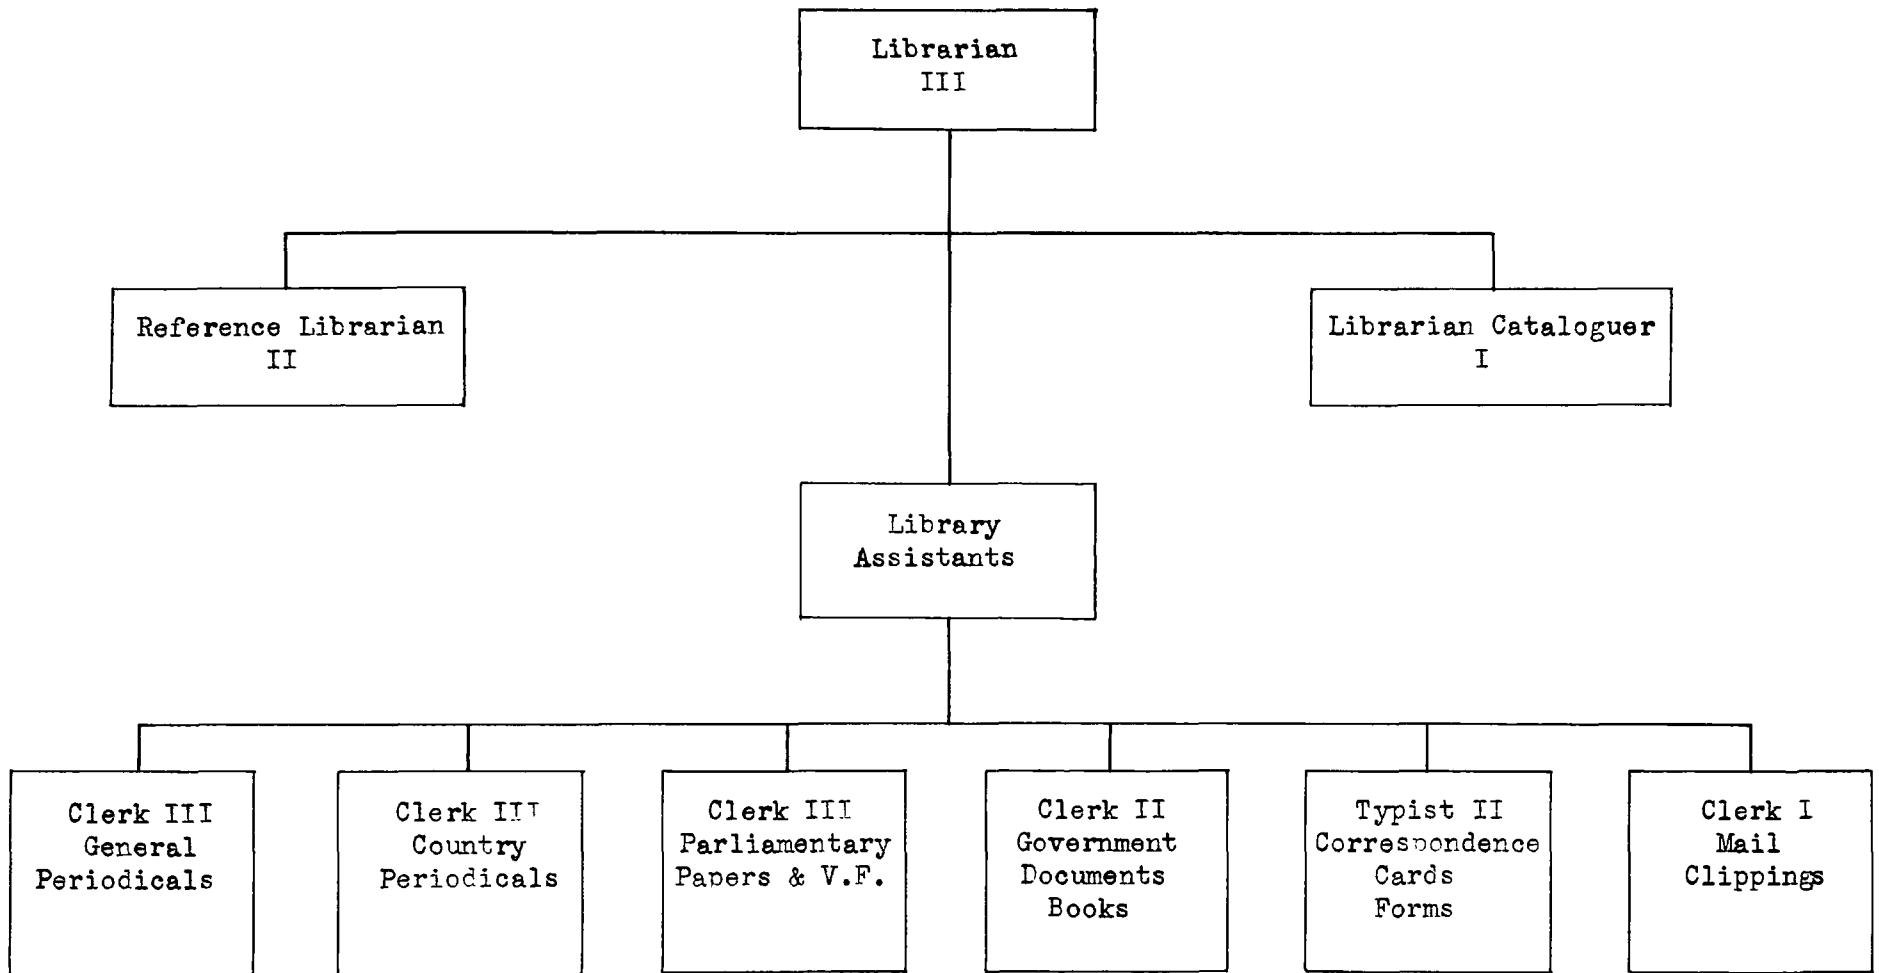 Librarian
III
Reference Librarian
II
Librarian Cataloguer
I
Library
Assistants
Clerk III
General
Periodicals
Clerk III
Country
Periodicals
Clerk III
Parliamentary
Papers & V.F.
Clerk II
Government
Documents
Books
Typist II
Correspondence
Cards
Forms
Clerk I
Mail
Clippings